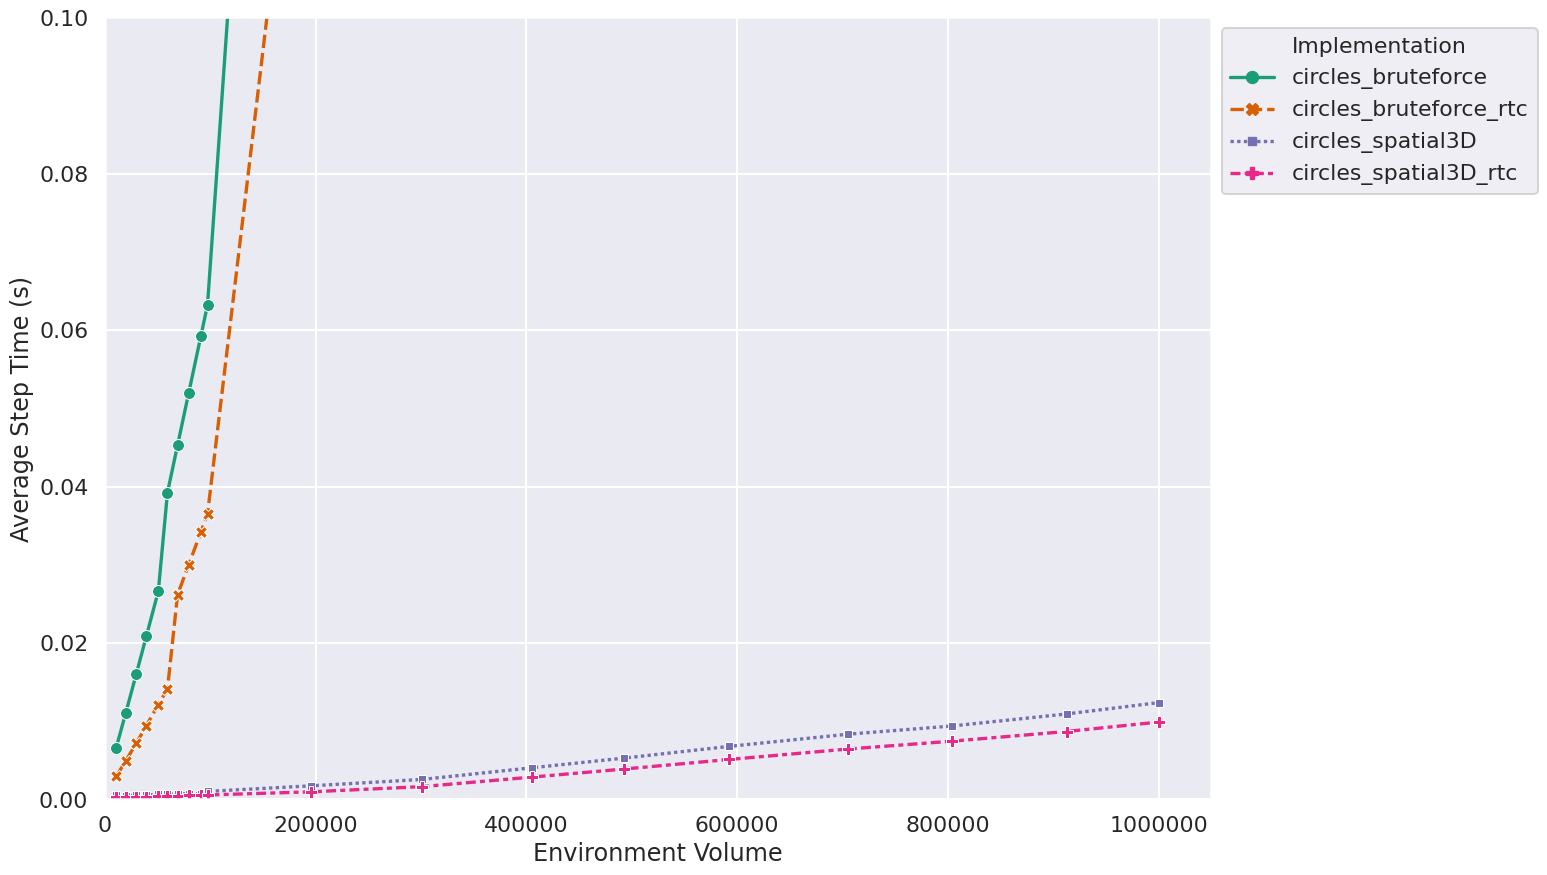 0.10
0.08
0.06
0.04
0.02
0.00
Average Step Time (s)
0
200000
400000
600000
800000
1000000
Environment Volume
Implementation
circles_bruteforce
circles_bruteforce_rtc
circles_spatial3D
circles_spatial3D_rtc